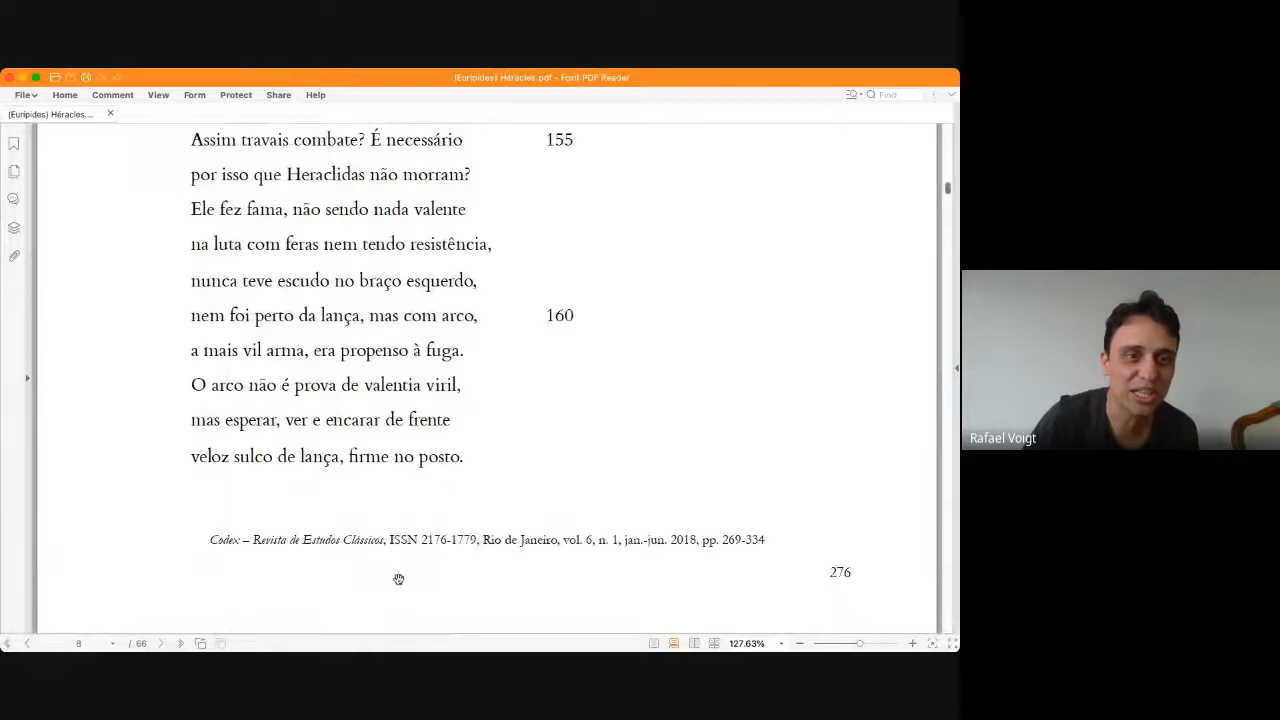 (Eurípides) Héracles.pdf - Foxit PDF Reader
File Home Comment View Form Protect Share Help
Find
(Eurípides) Héracles....
Assim travais combate? É necessário 155
por isso que Heraclidas não morram?
Ele fez fama, não sendo nada valente
na luta com feras nem tendo resistência,
nunca teve escudo no braço esquerdo,
nem foi perto da lança, mas com arco, 160
a mais vil arma, era propenso à fuga.
O arco não é prova de valentia viril,
mas esperar, ver e encarar de frente
veloz sulco de lança, firme no posto.
Codex – Revista de Estudos Clássicos, ISSN 2176-1779, Rio de Janeiro, vol. 6, n. 1, jan.-jun. 2018, pp. 269-334
276
8 / 66
127.63%
Rafael Voigt